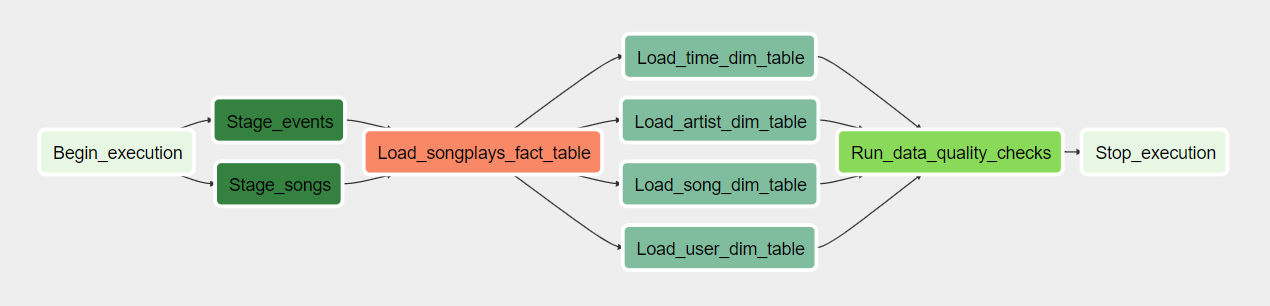 Begin_execution
Stage_events
Stage_songs
Load_songplays_fact_table
Load_time_dim_table
Load_artist_dim_table
Load_song_dim_table
Load_user_dim_table
Run_data_quality_checks
Stop_execution